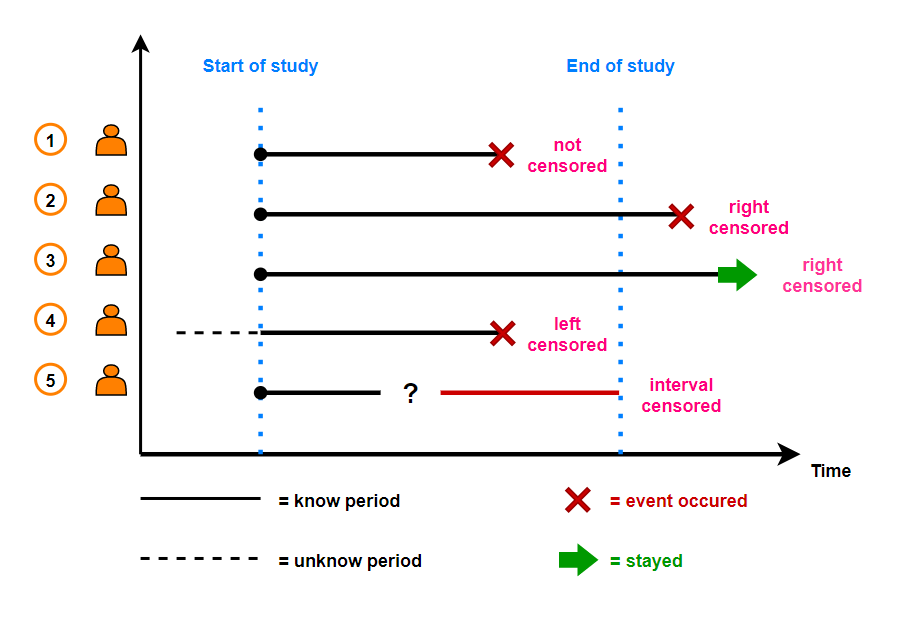 Start of study
End of study
1
not
censored
2
right
censored
3
right
censored
4
left
censored
5
?
interval
censored
Time
= know period
= event occured
= unknow period
= stayed